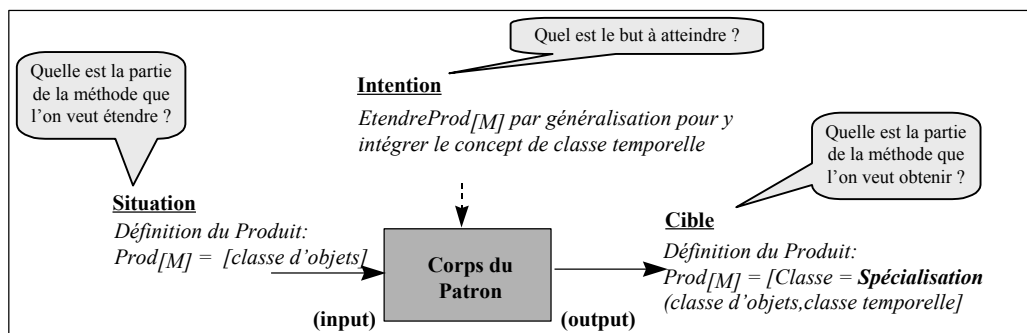 Quel est le but à atteindre ?
Quelle est la partie
de la méthode que
l'on veut étendre ?
Intention
EtendreProd[M] par généralisation pour y
intégrer le concept de classe temporelle
Quelle est la partie
de la méthode que
l'on veut obtenir ?
Situation
Définition du Produit:
Prod[M] = [classe d'objets]
Corps du
Patron
Cible
Définition du Produit:
Prod[M] = [Classe = Spécialisation
(classe d'objets,classe temporelle]
(input)
(output)